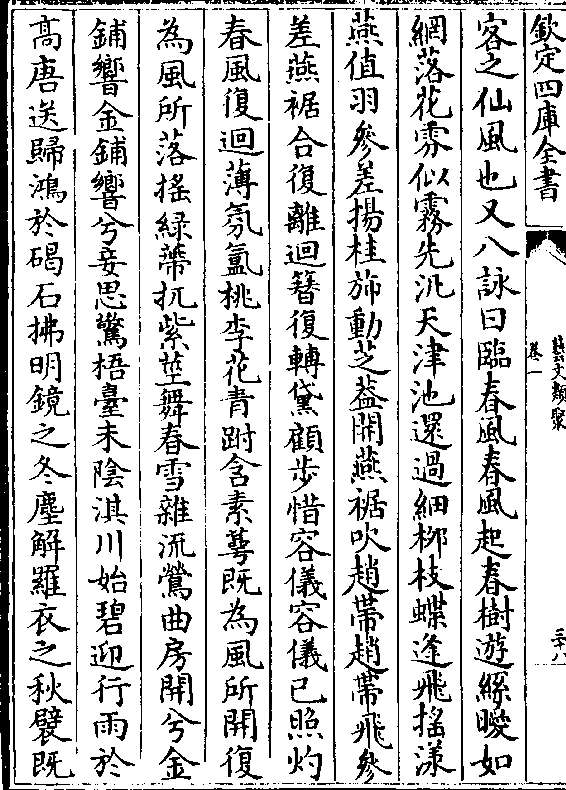 欽定四庫全書
藝文類聚
卷一
三十八
客之仙風也又八詠曰臨春風春風起春樹遊絲曖如
網落花雰似霧先汎天津池還過細柳枝蝶逢飛搖漾
燕值羽參差揚桂旆動芝蓋開燕裾吹趙帶趙帶飛參
差燕裾合復離迴簪復轉黛顧步惜容儀容儀已照灼
春風復迴薄氛氳桃李花青跗含素萼既為風所開復
為風所落搖綠蔕抗紫莖舞春雪雜流鶯曲房開兮金
鋪響金鋪響兮妾思驚梧臺未陰淇川始碧迎行雨於
高唐送歸鴻於碣石拂明鏡之冬塵解羅衣之秋襞既